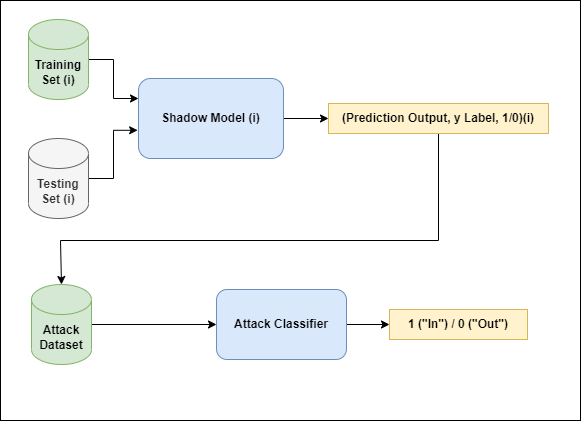 Training
Set (i)
Shadow Model (i)
(Prediction Output, y Label, 1/0)(i)
Testing
Set (i)
Attack
Dataset
Attack Classifier
1 ("In") / 0 ("Out")